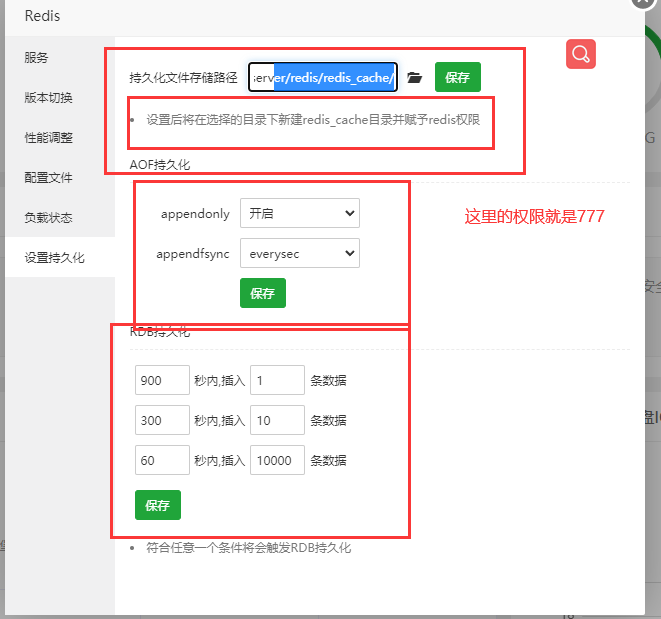 Redis
服务
版本切换
性能调整
配置文件
负载状态
设置持久化
持久化文件存储路径 server/redis/redis_cache/ 保存
设置后将在选择的目录下新建redis_cache目录并赋予redis权限
AOF持久化
appendonly 开启
这里的权限就是777
appendfsync everysec
保存
RDB持久化
900 秒内,插入 1 条数据
300 秒内,插入 10 条数据
60 秒内,插入 10000 条数据
保存
符合任意一个条件将会触发RDB持久化
G
安全
盘IO